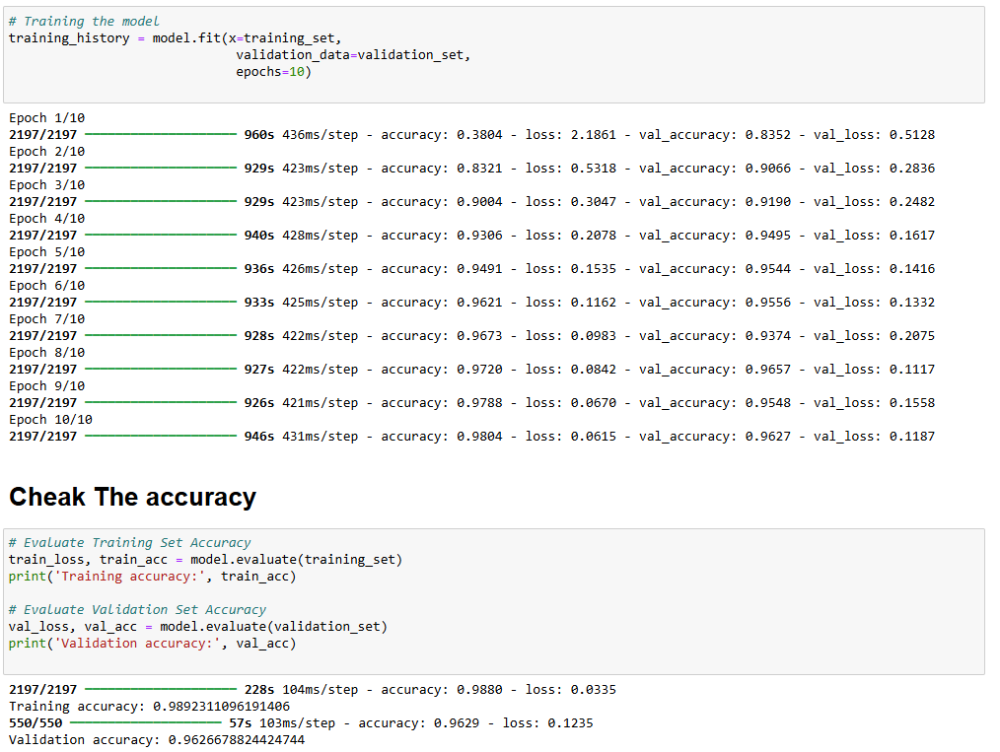 # Training the model
training_history = model.fit(x=training_set,
validation_data=validation_set,
epochs=10)
Epoch 1/10
2197/2197 ━━━━━━━━━━━━━━━━━━━━ 960s 436ms/step - accuracy: 0.3804 - loss: 2.1861 - val_accuracy: 0.8352 - val_loss: 0.5128
Epoch 2/10
2197/2197 ━━━━━━━━━━━━━━━━━━━━ 929s 423ms/step - accuracy: 0.8321 - loss: 0.5318 - val_accuracy: 0.9066 - val_loss: 0.2836
Epoch 3/10
2197/2197 ━━━━━━━━━━━━━━━━━━━━ 929s 423ms/step - accuracy: 0.9004 - loss: 0.3047 - val_accuracy: 0.9190 - val_loss: 0.2482
Epoch 4/10
2197/2197 ━━━━━━━━━━━━━━━━━━━━ 940s 428ms/step - accuracy: 0.9306 - loss: 0.2078 - val_accuracy: 0.9495 - val_loss: 0.1617
Epoch 5/10
2197/2197 ━━━━━━━━━━━━━━━━━━━━ 936s 426ms/step - accuracy: 0.9491 - loss: 0.1535 - val_accuracy: 0.9544 - val_loss: 0.1416
Epoch 6/10
2197/2197 ━━━━━━━━━━━━━━━━━━━━ 933s 425ms/step - accuracy: 0.9621 - loss: 0.1162 - val_accuracy: 0.9556 - val_loss: 0.1332
Epoch 7/10
2197/2197 ━━━━━━━━━━━━━━━━━━━━ 928s 422ms/step - accuracy: 0.9673 - loss: 0.0983 - val_accuracy: 0.9374 - val_loss: 0.2075
Epoch 8/10
2197/2197 ━━━━━━━━━━━━━━━━━━━━ 927s 422ms/step - accuracy: 0.9720 - loss: 0.0842 - val_accuracy: 0.9657 - val_loss: 0.1117
Epoch 9/10
2197/2197 ━━━━━━━━━━━━━━━━━━━━ 926s 421ms/step - accuracy: 0.9788 - loss: 0.0670 - val_accuracy: 0.9548 - val_loss: 0.1558
Epoch 10/10
2197/2197 ━━━━━━━━━━━━━━━━━━━━ 946s 431ms/step - accuracy: 0.9804 - loss: 0.0615 - val_accuracy: 0.9627 - val_loss: 0.1187
Cheak The accuracy
# Evaluate Training Set Accuracy
train_loss, train_acc = model.evaluate(training_set)
print('Training accuracy:', train_acc)
# Evaluate Validation Set Accuracy
val_loss, val_acc = model.evaluate(validation_set)
print('Validation accuracy:', val_acc)
2197/2197 ━━━━━━━━━━━━━━━━━━━━ 228s 104ms/step - accuracy: 0.9880 - loss: 0.0335
Training accuracy: 0.9892311096191406
550/550 ━━━━━━━━━━━━━━━━━━━━ 57s 103ms/step - accuracy: 0.9629 - loss: 0.1235
Validation accuracy: 0.9626678824424744